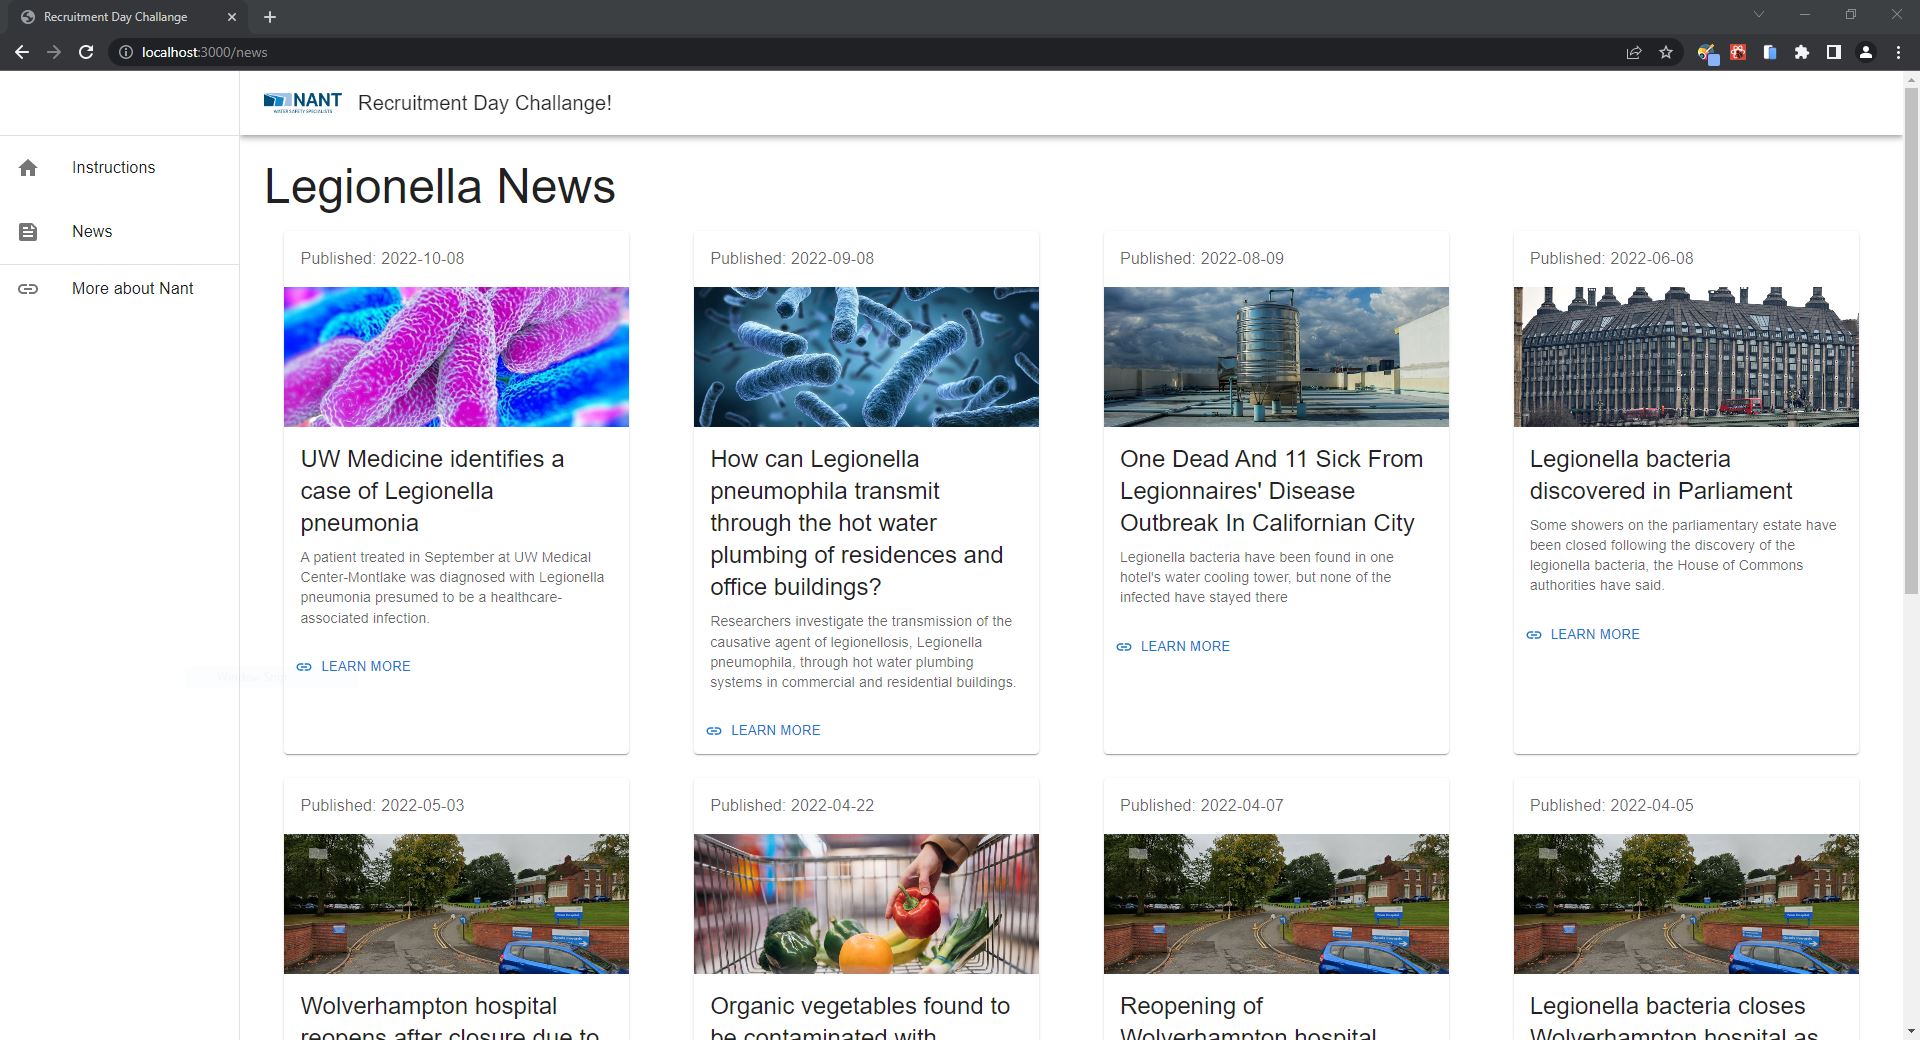 Recruitment Day Challange
localhost:3000/news
NANT
WATER SAFETY SPECIALISTS
Recruitment Day Challange!
Instructions
News
More about Nant
Legionella News
Published: 2022-10-08
UW Medicine identifies a
case of Legionella
pneumonia
A patient treated in September at UW Medical
Center-Montlake was diagnosed with Legionella
pneumonia presumed to be a healthcare-
associated infection.
LEARN MORE
Published: 2022-09-08
How can Legionella
pneumophila transmit
through the hot water
plumbing of residences and
office buildings?
Researchers investigate the transmission of the
causative agent of legionellosis, Legionella
pneumophila, through hot water plumbing
systems in commercial and residential buildings.
LEARN MORE
Published: 2022-08-09
One Dead And 11 Sick From
Legionnaires' Disease
Outbreak In Californian City
Legionella bacteria have been found in one
hotel's water cooling tower, but none of the
infected have stayed there
LEARN MORE
Published: 2022-06-08
Legionella bacteria
discovered in Parliament
Some showers on the parliamentary estate have
been closed following the discovery of the
legionella bacteria, the House of Commons
authorities have said.
LEARN MORE
Published: 2022-05-03
Wolverhampton hospital
reopens after closure due to
Published: 2022-04-22
Organic vegetables found to
be contaminated with
Published: 2022-04-07
Reopening of
Wolverhampton hospital
Published: 2022-04-05
Legionella bacteria closes
Wolverhampton hospital as